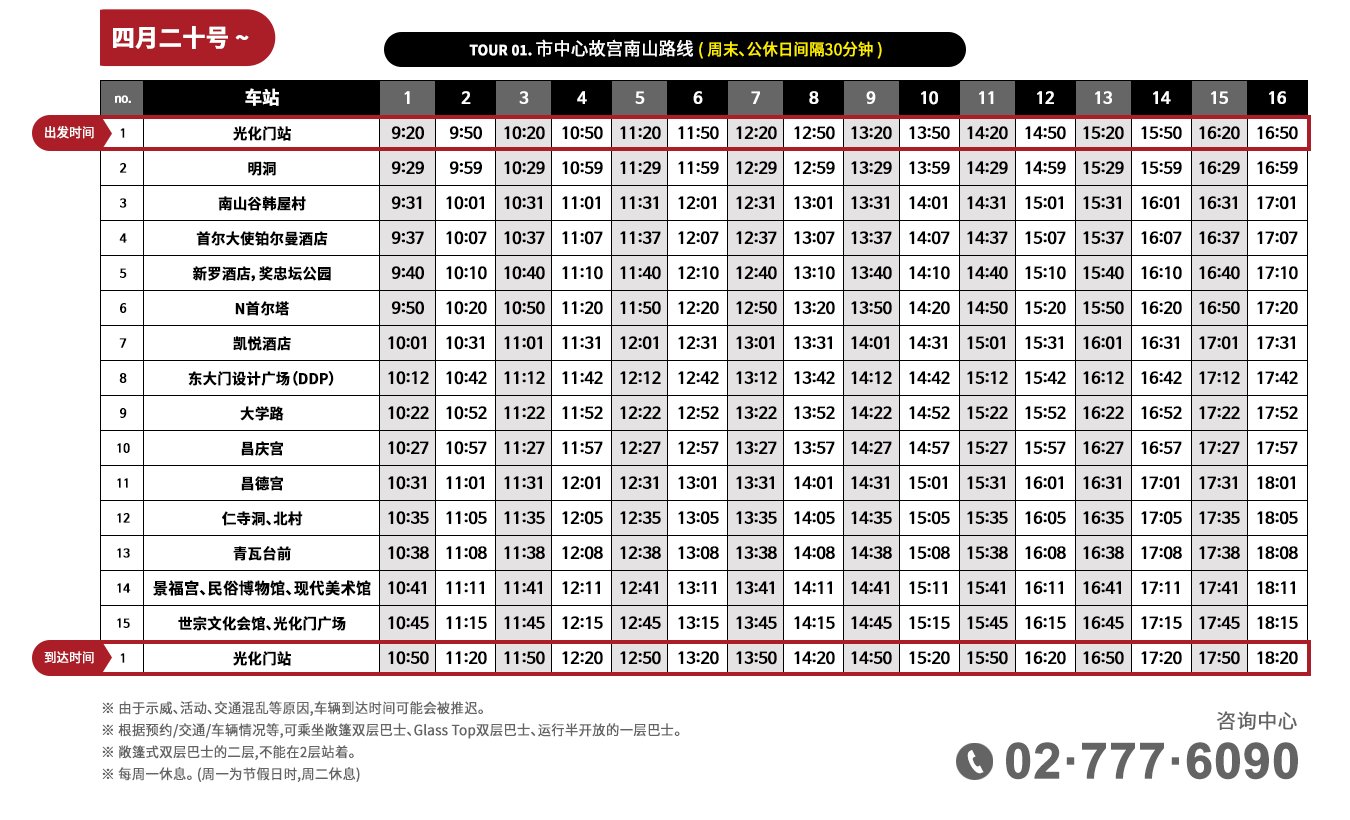 四月二十号 ~
TOUR 01. 市中心故宫南山路线 ( 周末、公休日间隔30分钟 )
no. 车站 1 2 3 4 5 6 7 8 9 10 11 12 13 14 15 16
出发时间 1 光化门站 9:20 9:50 10:20 10:50 11:20 11:50 12:20 12:50 13:20 13:50 14:20 14:50 15:20 15:50 16:20 16:50
2 明洞 9:29 9:59 10:29 10:59 11:29 11:59 12:29 12:59 13:29 13:59 14:29 14:59 15:29 15:59 16:29 16:59
3 南山谷韩屋村 9:31 10:01 10:31 11:01 11:31 12:01 12:31 13:01 13:31 14:01 14:31 15:01 15:31 16:01 16:31 17:01
4 首尔大使铂尔曼酒店 9:37 10:07 10:37 11:07 11:37 12:07 12:37 13:07 13:37 14:07 14:37 15:07 15:37 16:07 16:37 17:07
5 新罗酒店, 奖忠坛公园 9:40 10:10 10:40 11:10 11:40 12:10 12:40 13:10 13:40 14:10 14:40 15:10 15:40 16:10 16:40 17:10
6 N首尔塔 9:50 10:20 10:50 11:20 11:50 12:20 12:50 13:20 13:50 14:20 14:50 15:20 15:50 16:20 16:50 17:20
7 凯悦酒店 10:01 10:31 11:01 11:31 12:01 12:31 13:01 13:31 14:01 14:31 15:01 15:31 16:01 16:31 17:01 17:31
8 东大门设计广场(DDP) 10:12 10:42 11:12 11:42 12:12 12:42 13:12 13:42 14:12 14:42 15:12 15:42 16:12 16:42 17:12 17:42
9 大学路 10:22 10:52 11:22 11:52 12:22 12:52 13:22 13:52 14:22 14:52 15:22 15:52 16:22 16:52 17:22 17:52
10 昌庆宫 10:27 10:57 11:27 11:57 12:27 12:57 13:27 13:57 14:27 14:57 15:27 15:57 16:27 16:57 17:27 17:57
11 昌德宫 10:31 11:01 11:31 12:01 12:31 13:01 13:31 14:01 14:31 15:01 15:31 16:01 16:31 17:01 17:31 18:01
12 仁寺洞、北村 10:35 11:05 11:35 12:05 12:35 13:05 13:35 14:05 14:35 15:05 15:35 16:05 16:35 17:05 17:35 18:05
13 青瓦台前 10:38 11:08 11:38 12:08 12:38 13:08 13:38 14:08 14:38 15:08 15:38 16:08 16:38 17:08 17:38 18:08
14 景福宫、民俗博物馆、现代美术馆 10:41 11:11 11:41 12:11 12:41 13:11 13:41 14:11 14:41 15:11 15:41 16:11 16:41 17:11 17:41 18:11
15 世宗文化会馆、光化门广场 10:45 11:15 11:45 12:15 12:45 13:15 13:45 14:15 14:45 15:15 15:45 16:15 16:45 17:15 17:45 18:15
到达时间 1 光化门站 10:50 11:20 11:50 12:20 12:50 13:20 13:50 14:20 14:50 15:20 15:50 16:20 16:50 17:20 17:50 18:20
※ 由于示威、活动、交通混乱等原因,车辆到达时间可能会被推迟。
※ 根据预约/交通/车辆情况等,可乘坐敞篷双层巴士、Glass Top双层巴士、运行半开放的一层巴士。
※ 敞篷式双层巴士的二层,不能在2层站着。
※ 每周一休息。(周一为节假日时,周二休息)
咨询中心
02·777·6090